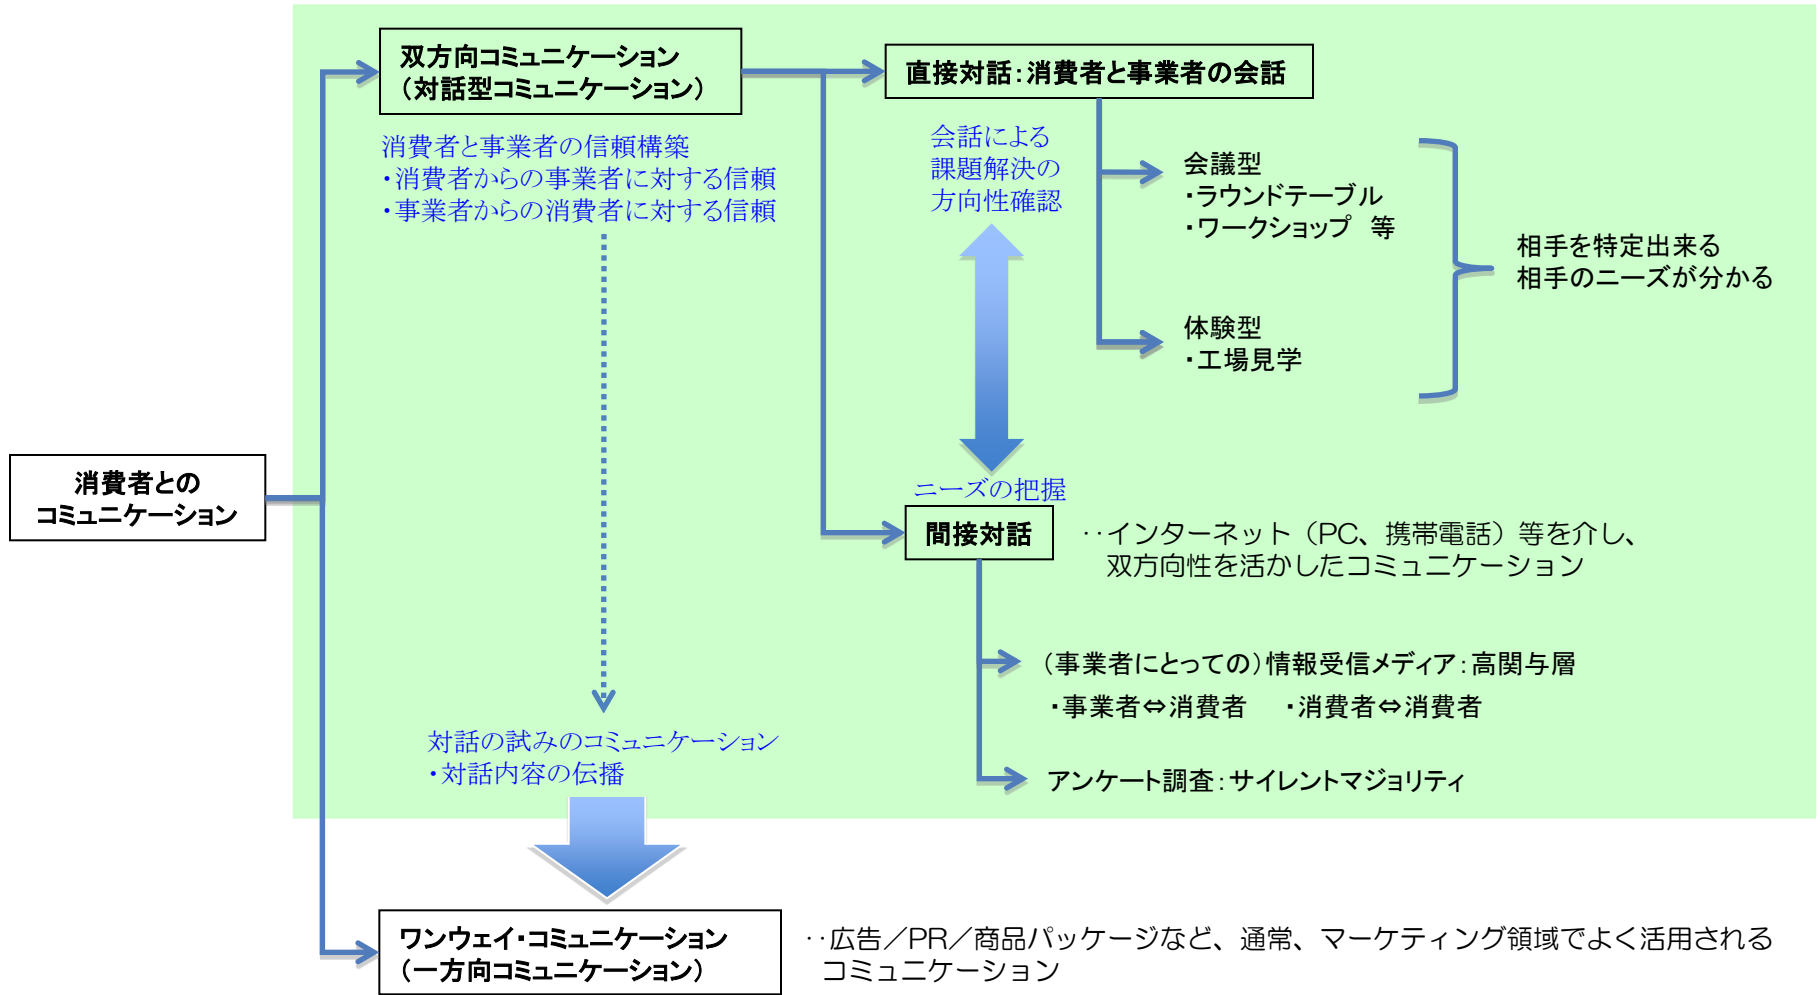 双方向コミュニケーション
（対話型コミュニケーション）
消費者と事業者の信頼構築
・消費者からの事業者に対する信頼
・事業者からの消費者に対する信頼
直接対話：消費者と事業者の会話
会話による
課題解決の
方向性確認
会議型
・ラウンドテーブル
・ワークショップ　等
体験型
・工場見学
相手を特定出来る
相手のニーズが分かる
消費者との
コミュニケーション
ニーズの把握
間接対話
‥インターネット（PC、携帯電話）等を介し、
双方向性を活かしたコミュニケーション
（事業者にとっての）情報受信メディア：高関与層
・事業者⇔消費者　・消費者⇔消費者
アンケート調査：サイレントマジョリティ
対話の試みのコミュニケーション
・対話内容の伝播
ワンウェイ・コミュニケーション
（一方向コミュニケーション）
‥広告／PR／商品パッケージなど、通常、マーケティング領域でよく活用される
コミュニケーション